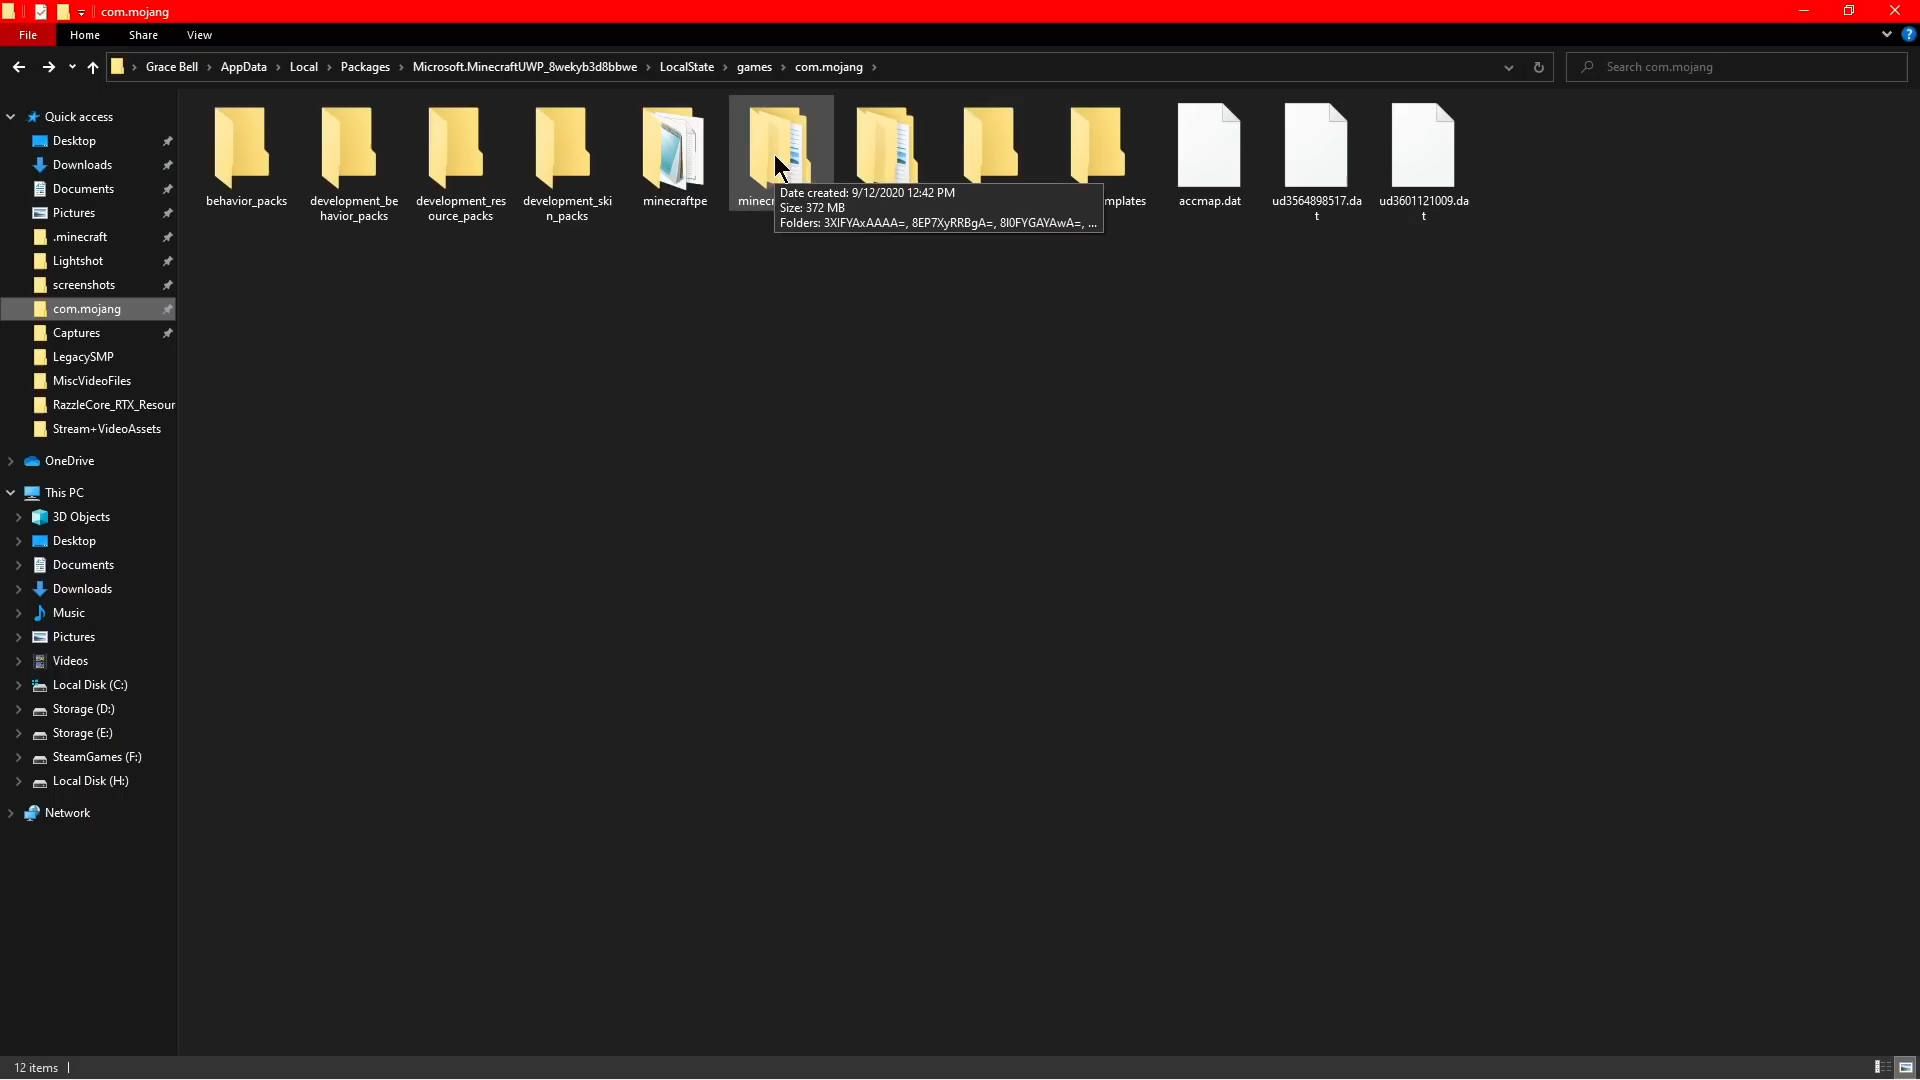 com.mojang
File
Home
Share
View
?
Grace Bell
AppData
Local
Packages
Microsoft.MinecraftUWP_8wekyb3d8bbwe
LocalState
games
com.mojang
Search com.mojang
Quick access
Desktop
Downloads
Documents
Pictures
.minecraft
Lightshot
screenshots
com.mojang
Captures
LegacySMP
MiscVideoFiles
RazzleCore_RTX_Resour
Stream+VideoAssets
OneDrive
This PC
3D Objects
Desktop
Documents
Downloads
Music
Pictures
Videos
Local Disk (C:)
Storage (D:)
Storage (E:)
SteamGames (F:)
Local Disk (H:)
Network
behavior_packs
development_be
havior_packs
development_res
ource_packs
development_ski
n_packs
minecraftpe
minec
Date created: 9/12/2020 12:42 PM
Size: 372 MB
Folders: 3XIFYAxAAAA=, 8EP7XyRRBgA=, 8I0FYGAYAwA=, ...
mplates
accmap.dat
ud3564898517.da
t
ud3601121009.da
t
12 items